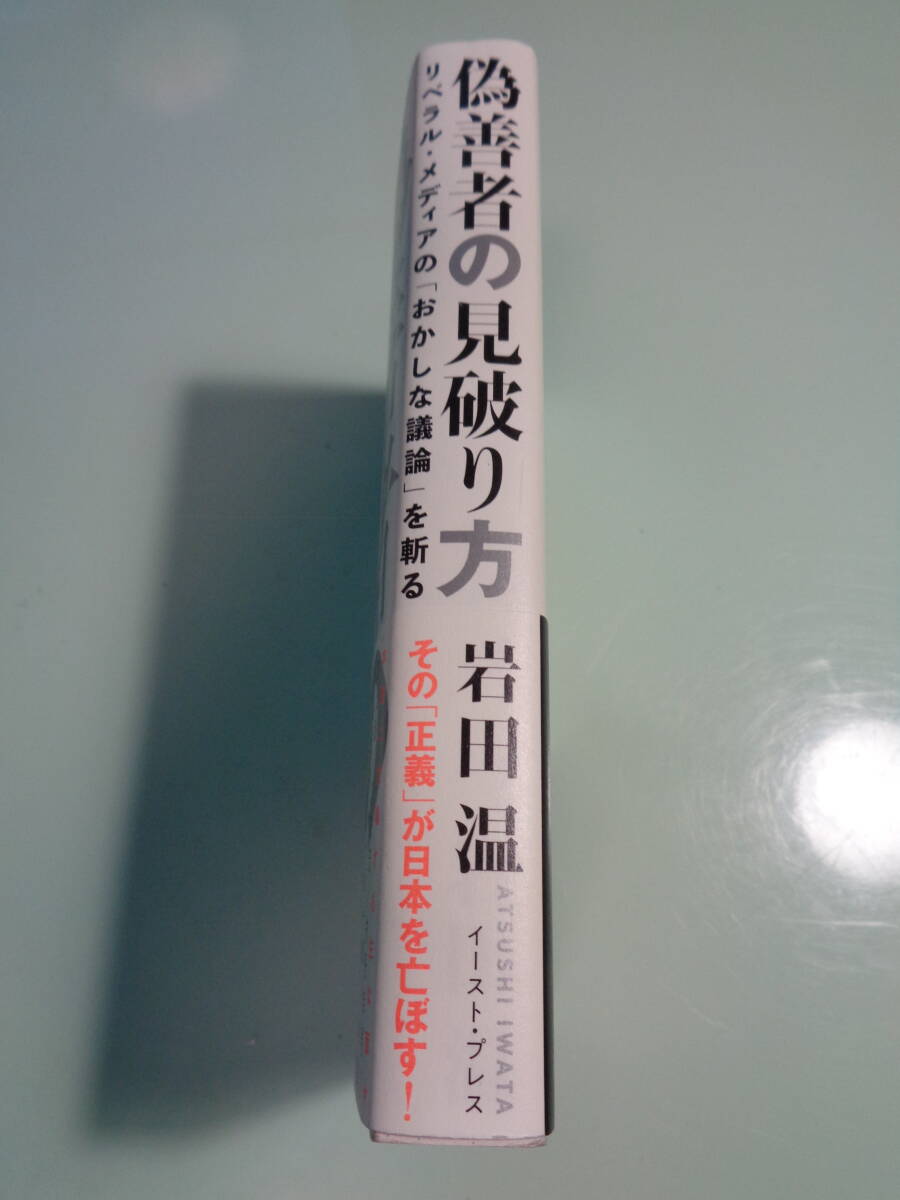 偽善者の見破り方
リベラル・メディアの「おかしな議論」を斬る
岩田 温
ATSUSHI IWATA
イースト・プレス
その「正義」が日本を亡ぼす!